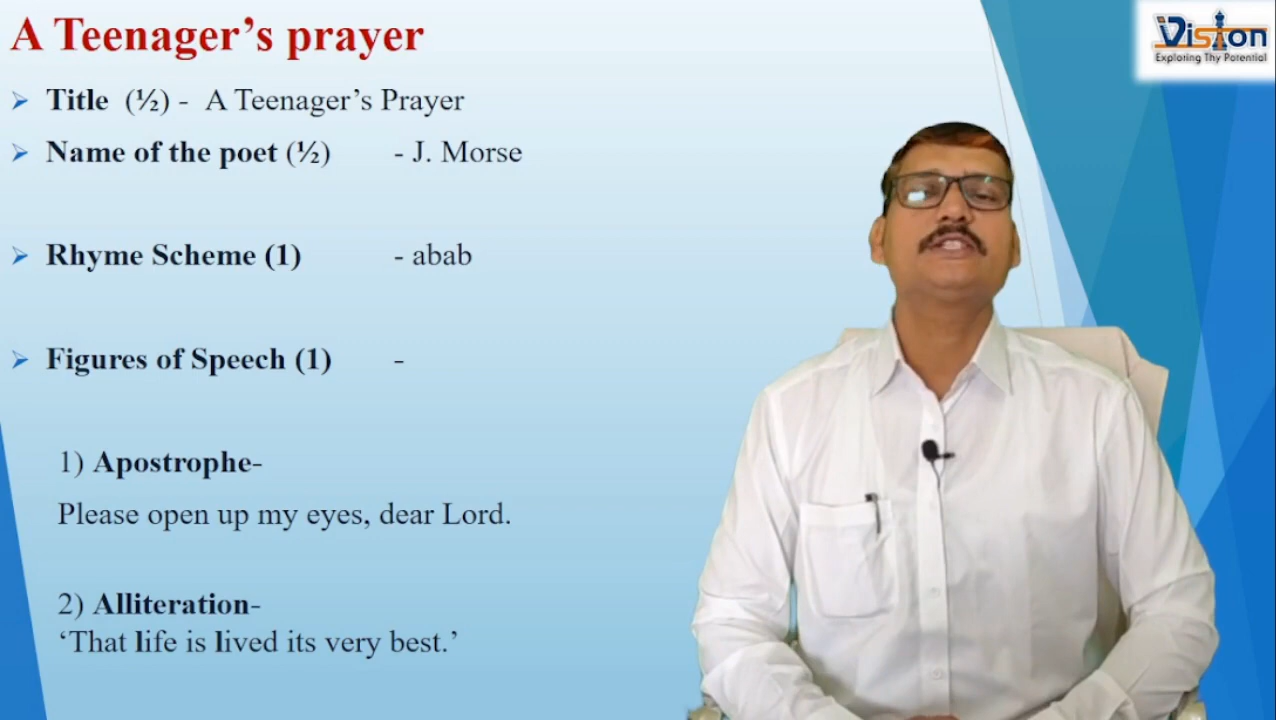 A Teenager’s prayer
Vision
Exploring Thy Potential
➢ Title (½) - A Teenager’s Prayer
➢ Name of the poet (½) - J. Morse
➢ Rhyme Scheme (1) - abab
➢ Figures of Speech (1) -
1) Apostrophe-
Please open up my eyes, dear Lord.
2) Alliteration-
‘That life is lived its very best.’